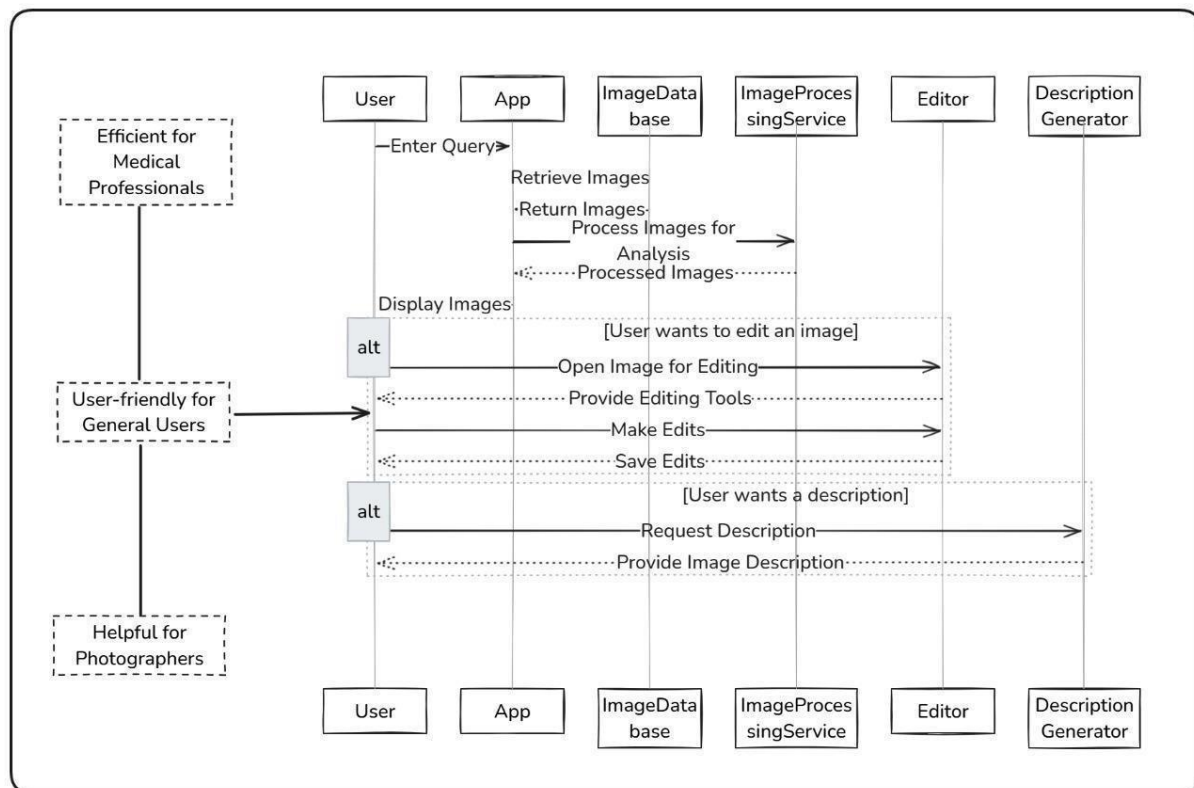 User
App
ImageData
base
ImageProces
singService
Editor
Description
Generator
Efficient for
Medical
Professionals
Enter Query
Retrieve Images
Return Images
Process Images for
Analysis
Processed Images
Display Images
alt
[User wants to edit an image]
Open Image for Editing
User-friendly for
General Users
Provide Editing Tools
Make Edits
Save Edits
alt
[User wants a description]
Request Description
Provide Image Description
Helpful for
Photographers
User
App
ImageData
base
ImageProces
singService
Editor
Description
Generator